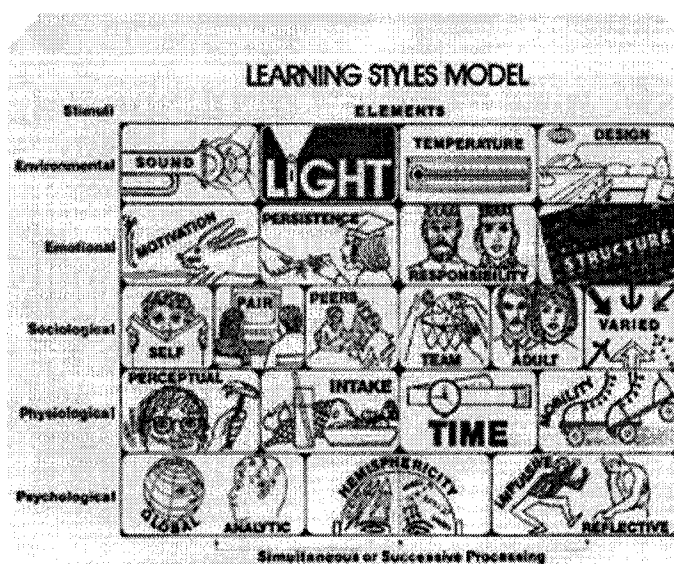 LEARNING STYLES MODEL
Stimuli ELEMENTS
Environmental SOUND LIGHT TEMPERATURE DESIGN
Emotional MOTIVATION PERSISTENCE RESPONSIBILITY STRUCTURE
Sociological SELF PAIR PEERS TEAM ADULT VARIED
Physiological PERCEPTUAL INTAKE TIME MOBILITY
Psychological GLOBAL ANALYTIC HEMISPHERICITY IMPULSIVE REFLECTIVE
Simultaneous or Successive Processing